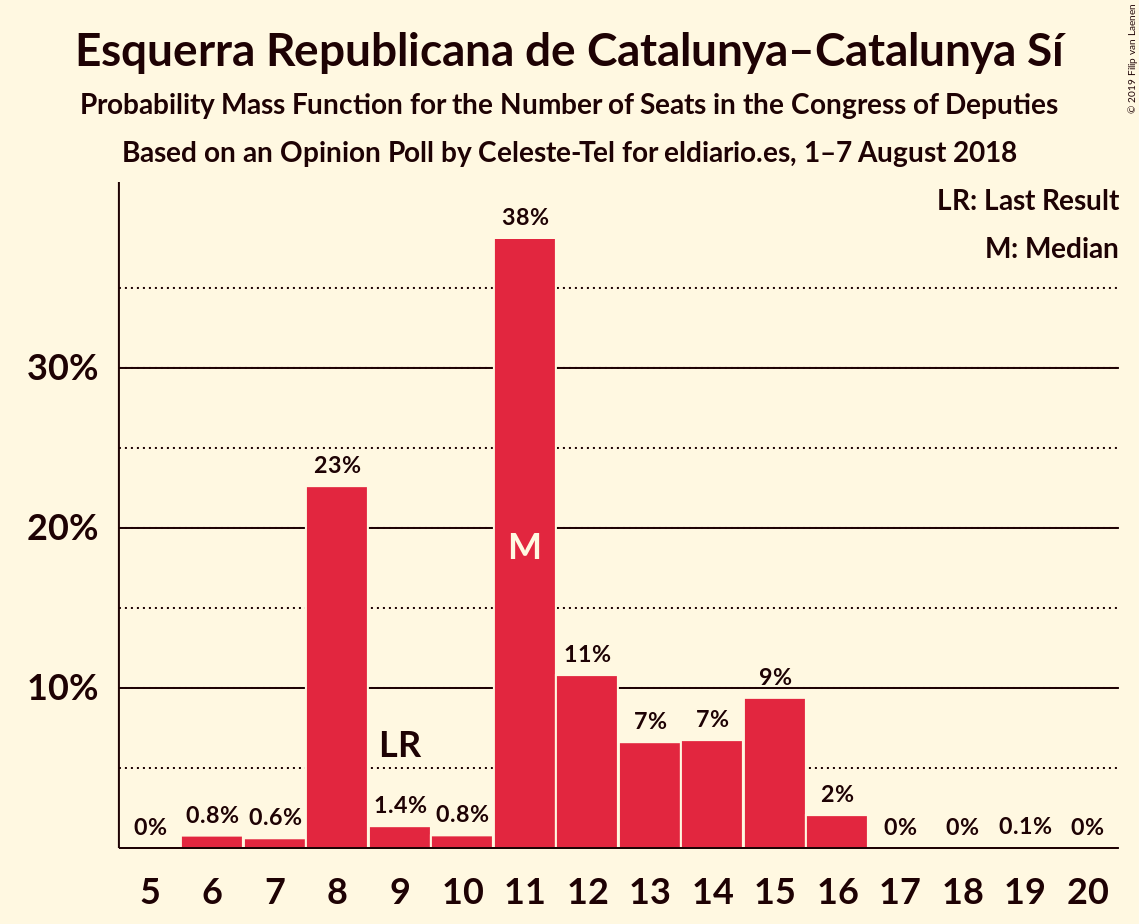 Esquerra Republicana de Catalunya–Catalunya Sí
Probability Mass Function for the Number of Seats in the Congress of Deputies
Based on an Opinion Poll by Celeste-Tel for eldiario.es, 1–7 August 2018
© 2019 Filip van Laenen
LR: Last Result
M: Median
30%
20%
10%
0%
0.8%
0.6%
23%
1.4%
LR
0.8%
38%
M
11%
7%
7%
9%
2%
0%
0%
0.1%
0%
5 6 7 8 9 10 11 12 13 14 15 16 17 18 19 20